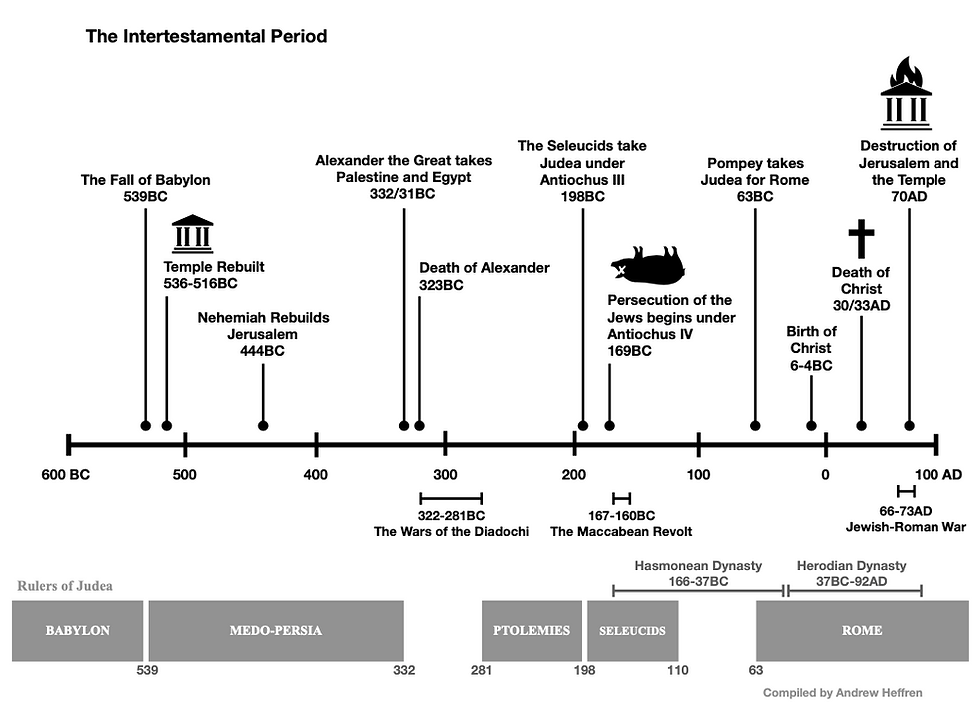 The Intertestamental Period
The Fall of Babylon
539BC
Temple Rebuilt
536-516BC
Nehemiah Rebuilds
Jerusalem
444BC
Alexander the Great takes
Palestine and Egypt
332/31BC
Death of Alexander
323BC
The Seleucids take
Judea under
Antiochus III
198BC
Persecution of the
Jews begins under
Antiochus IV
169BC
Pompey takes
Judea for Rome
63BC
Birth of
Christ
6-4BC
Death of
Christ
30/33AD
Destruction of
Jerusalem and
the Temple
70AD
600 BC
500
400
300
200
100
0
100 AD
322-281BC
The Wars of the Diadochi
167-160BC
The Maccabean Revolt
66-73AD
Jewish-Roman War
Hasmonean Dynasty
166-37BC
Herodian Dynasty
37BC-92AD
Rulers of Judea
BABYLON
MEDO-PERSIA
PTOLEMIES
SELEUCIDS
ROME
539
332
281
198
110
63
Compiled by Andrew Heffren